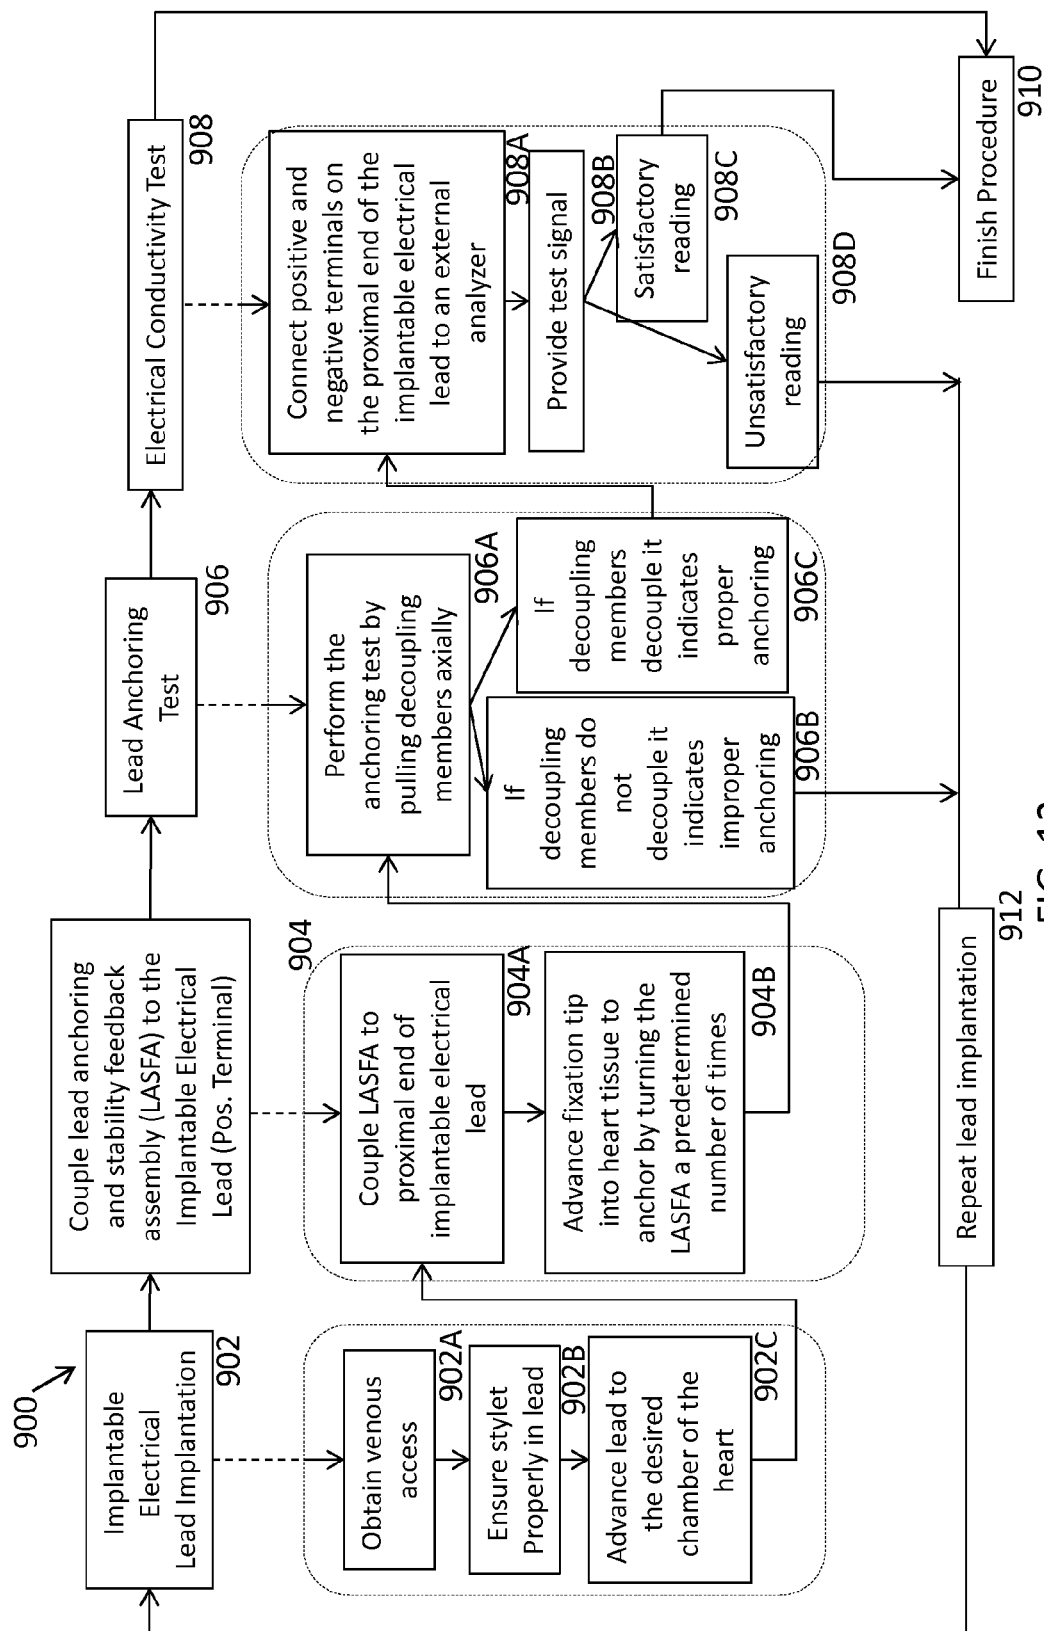 900
Implantable
Electrical
Lead Implantation
902
Couple lead anchoring
and stability feedback
assembly (LASFA) to the
Implantable Electrical
Lead (Pos. Terminal)
904
Lead Anchoring
Test
906
Electrical Conductivity Test
908
Obtain venous
access
902A
Ensure stylet
Properly in lead
902B
Advance lead to
the desired
chamber of the
heart
902C
Couple LASFA to
proximal end of
implantable electrical
lead
904A
Advance fixation tip
into heart tissue to
anchor by turning the
LASFA a predetermined
number of times
904B
Perform the
anchoring test by
pulling decoupling
members axially
906A
If
decoupling
members do
not
decouple it
indicates
improper
anchoring
906B
If
decoupling
members
decouple it
indicates
proper
anchoring
906C
Connect positive and
negative terminals on
the proximal end of the
implantable electrical
lead to an external
analyzer
908A
Provide test signal
908B
Satisfactory
reading
908C
Unsatisfactory
reading
908D
Finish Procedure
910
Repeat lead implantation
912